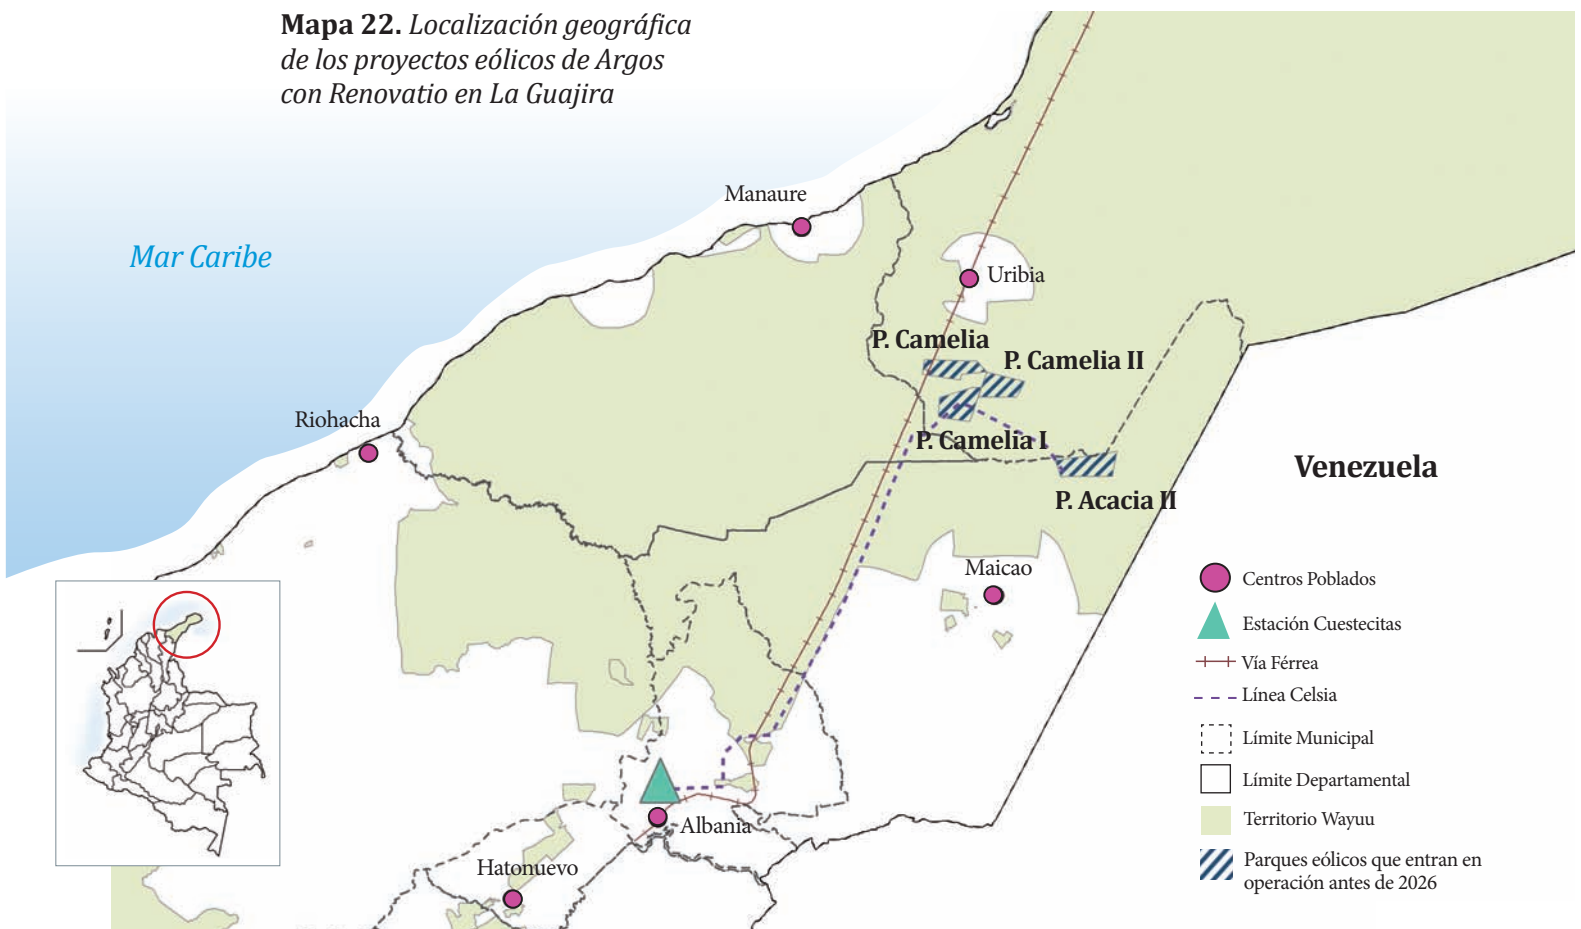 Mapa 22. Localización geográfica
de los proyectos eólicos de Argos
con Renovatio en La Guajira
Manaure
Mar Caribe
Uribia
P. Camelia
P. Camelia II
Riohacha
P. Camelia I
Venezuela
P. Acacia II
Maicao
Albania
Hatonuevo
Centros Poblados
Estación Cuestecitas
Vía Férrea
Línea Celsia
Límite Municipal
Límite Departamental
Territorio Wayuu
Parques eólicos que entran en
operación antes de 2026